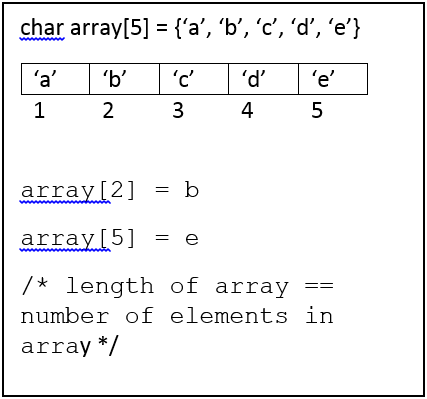 char array[5] = {‘a’, ‘b’, ‘c’, ‘d’, ‘e’}
‘a’ ‘b’ ‘c’ ‘d’ ‘e’
1 2 3 4 5
array[2] = b
array[5] = e
/* length of array ==
number of elements in
array */